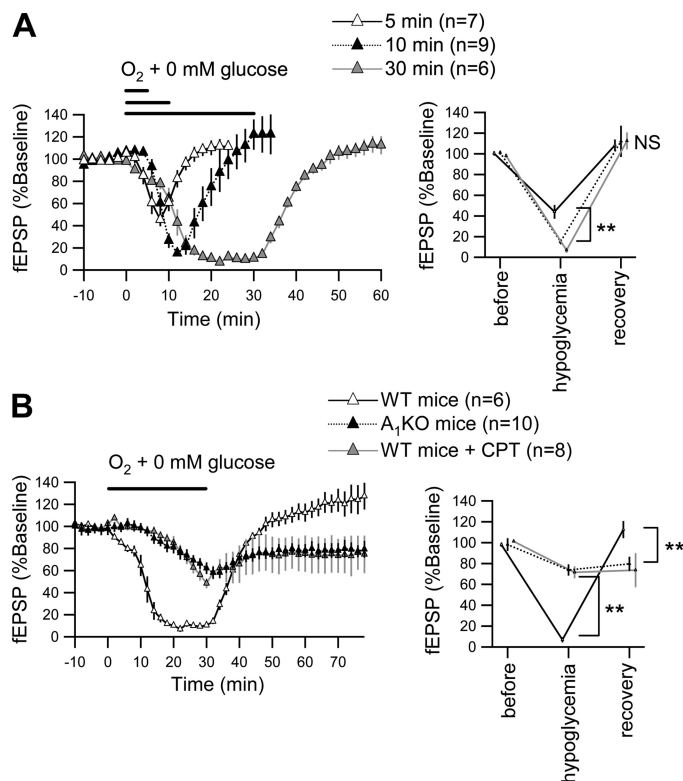 A
5 min (n=7)
10 min (n=9)
30 min (n=6)
O2 + 0 mM glucose
fEPSP (%Baseline)
140
120
100
80
60
40
20
0
-10 0 10 20 30 40 50 60
Time (min)
fEPSP (%Baseline)
140
120
100
80
60
40
20
0
NS
**
before
hypoglycemia
recovery
B
WT mice (n=6)
A1KO mice (n=10)
WT mice + CPT (n=8)
O2 + 0 mM glucose
fEPSP (%Baseline)
140
120
100
80
60
40
20
0
-10 0 10 20 30 40 50 60 70
Time (min)
fEPSP (%Baseline)
140
120
100
80
60
40
20
0
**
**
before
hypoglycemia
recovery